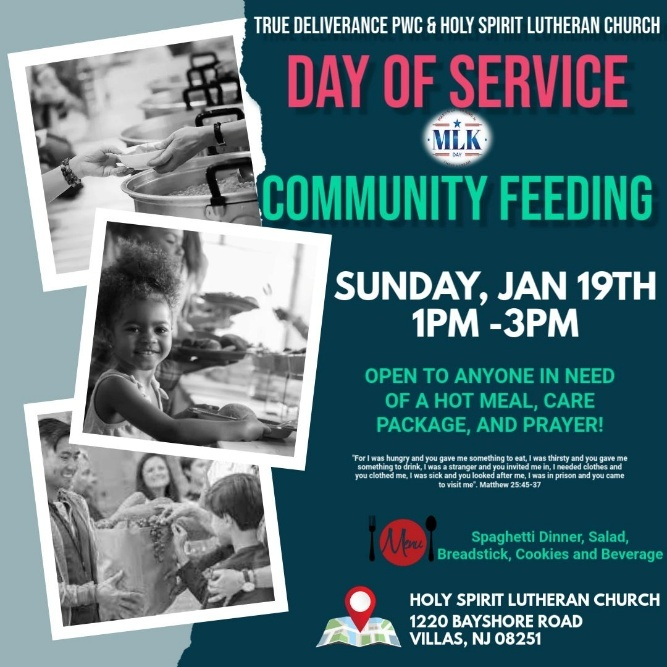 TRUE DELIVERANCE PWC & HOLY SPIRIT LUTHERAN CHURCH
DAY OF SERVICE
MLK
DAY
COMMUNITY FEEDING
SUNDAY, JAN 19TH
1PM -3PM
OPEN TO ANYONE IN NEED
OF A HOT MEAL, CARE
PACKAGE, AND PRAYER!
"For I was hungry and you gave me something to eat, I was thirsty and you gave me
something to drink, I was a stranger and you invited me in, I needed clothes and
you clothed me, I was sick and you looked after me, I was in prison and you came
to visit me". Matthew 25:45-37
Menu
Spaghetti Dinner, Salad,
Breadstick, Cookies and Beverage
HOLY SPIRIT LUTHERAN CHURCH
1220 BAYSHORE ROAD
VILLAS, NJ 08251